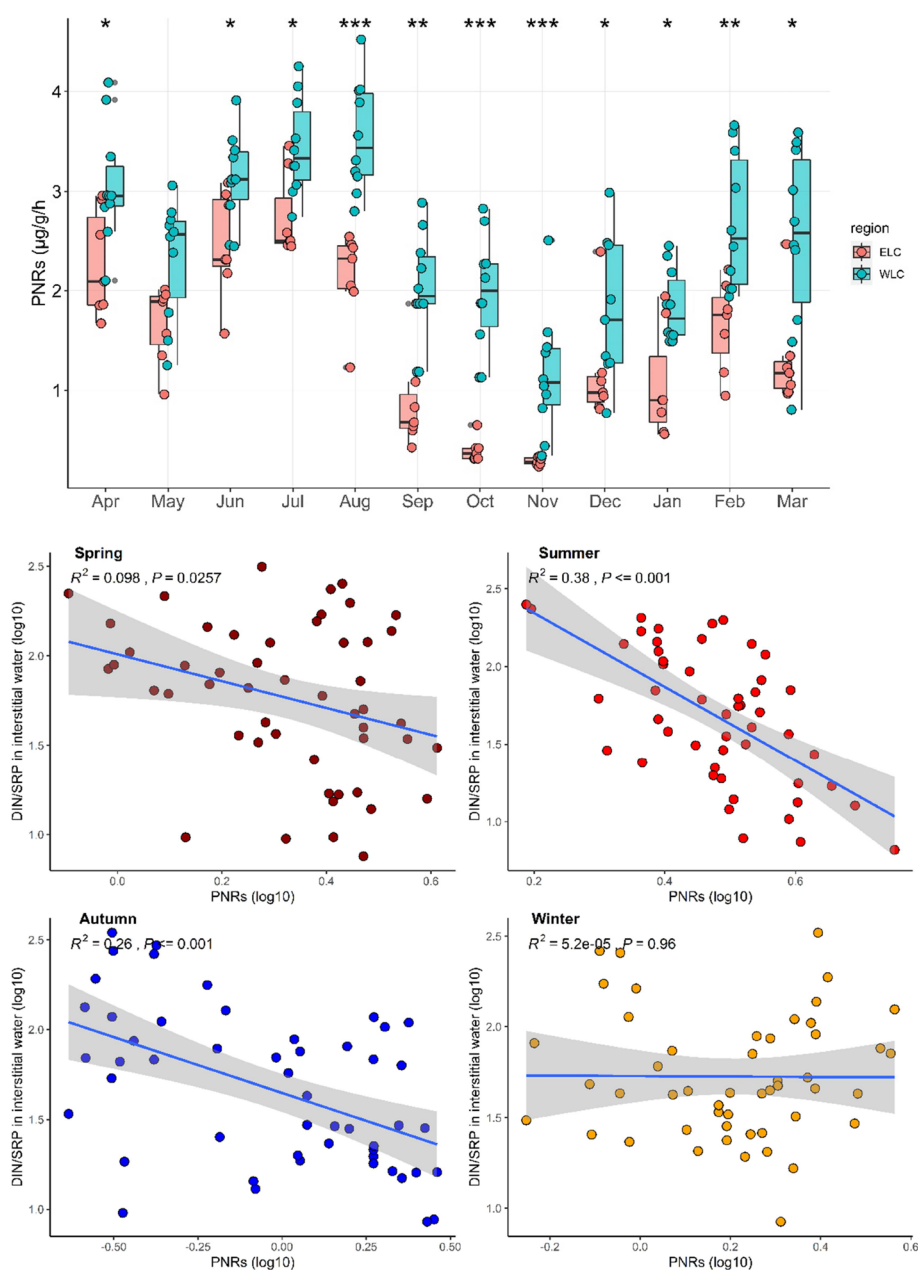 * * * *** ** *** *** * * ** *
PNRs (µg/g/h)
4
3
2
1
region
ELC
WLC
Apr May Jun Jul Aug Sep Oct Nov Dec Jan Feb Mar
Spring
R² = 0.098 , P = 0.0257
DIN/SRP in interstitial water (log10)
2.5
2.0
1.5
1.0
0.0 0.2 0.4 0.6
PNRs (log10)
Summer
R² = 0.38 , P <= 0.001
DIN/SRP in interstitial water (log10)
2.5
2.0
1.5
1.0
0.2 0.4 0.6
PNRs (log10)
Autumn
R² = 0.26 , P <= 0.001
DIN/SRP in interstitial water (log10)
2.5
2.0
1.5
1.0
-0.50 -0.25 0.00 0.25 0.50
PNRs (log10)
Winter
R² = 5.2e-05 , P = 0.96
DIN/SRP in interstitial water (log10)
2.5
2.0
1.5
1.0
-0.2 0.0 0.2 0.4 0.6
PNRs (log10)